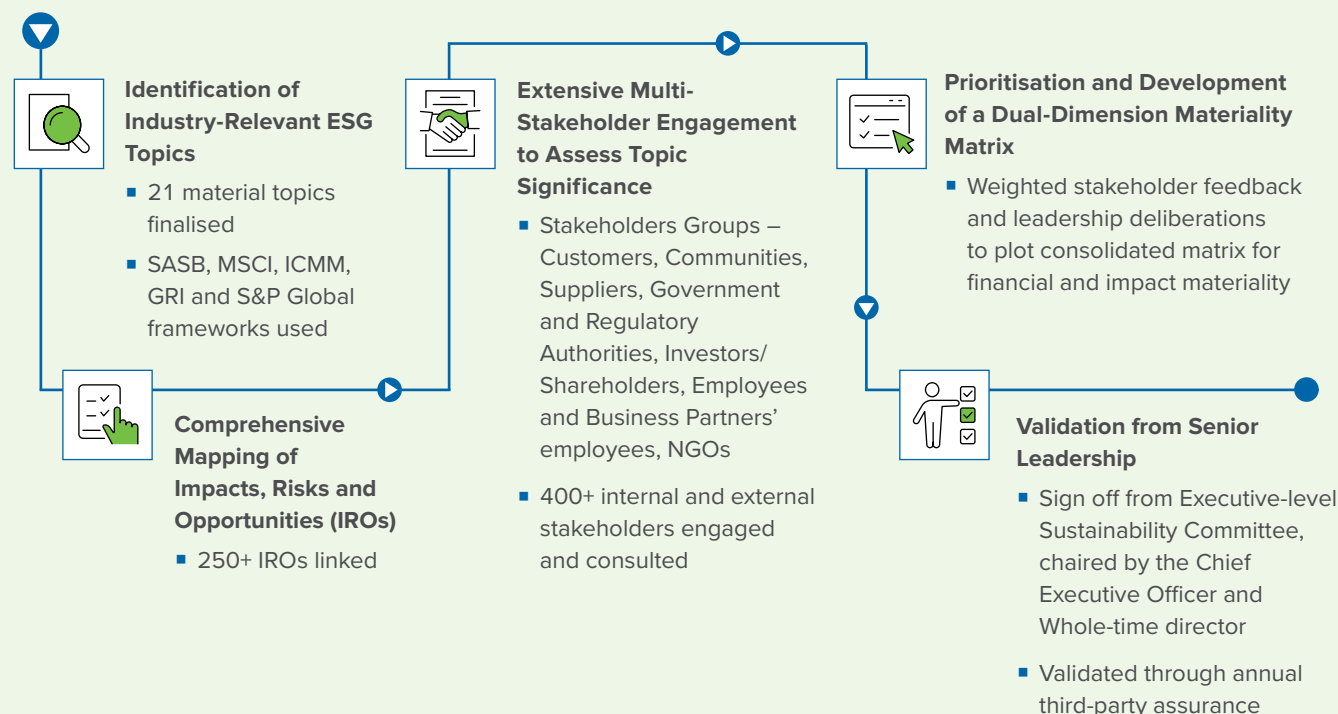 Identification of
Industry-Relevant ESG
Topics
▪ 21 material topics
finalised
▪ SASB, MSCI, ICMM,
GRI and S&P Global
frameworks used
Comprehensive
Mapping of
Impacts, Risks and
Opportunities (IROs)
▪ 250+ IROs linked
Extensive Multi-
Stakeholder Engagement
to Assess Topic
Significance
▪ Stakeholders Groups –
Customers, Communities,
Suppliers, Government
and Regulatory
Authorities, Investors/
Shareholders, Employees
and Business Partners’
employees, NGOs
▪ 400+ internal and external
stakeholders engaged
and consulted
Prioritisation and Development
of a Dual-Dimension Materiality
Matrix
▪ Weighted stakeholder feedback
and leadership deliberations
to plot consolidated matrix for
financial and impact materiality
Validation from Senior
Leadership
▪ Sign off from Executive-level
Sustainability Committee,
chaired by the Chief
Executive Officer and
Whole-time director
▪ Validated through annual
third-party assurance